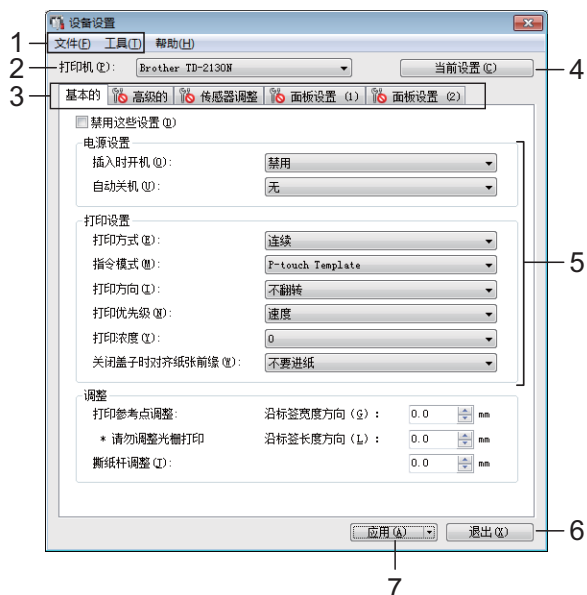 设备设置
1 文件(F) 工具(T) 帮助(H)
2 打印机(P): Brother TD-2130N 当前设置(C) 4
3 基本的 高级的 传感器调整 面板设置 (1) 面板设置 (2)
禁用这些设置(D)
电源设置
插入时开机(O): 禁用
自动关机(U): 无
打印设置
打印方式(E): 连续
指令模式(M): P-touch Template 5
打印方向(I): 不翻转
打印优先级(N): 速度
打印浓度(Y): 0
关闭盖子时对齐纸张前缘(W): 不要进纸
调整
打印参考点调整: 沿标签宽度方向(G): 0.0 mm
* 请勿调整光栅打印 沿标签长度方向(L): 0.0 mm
撕纸杆调整(J): 0.0 mm
应用(A) 退出(X) 6
7